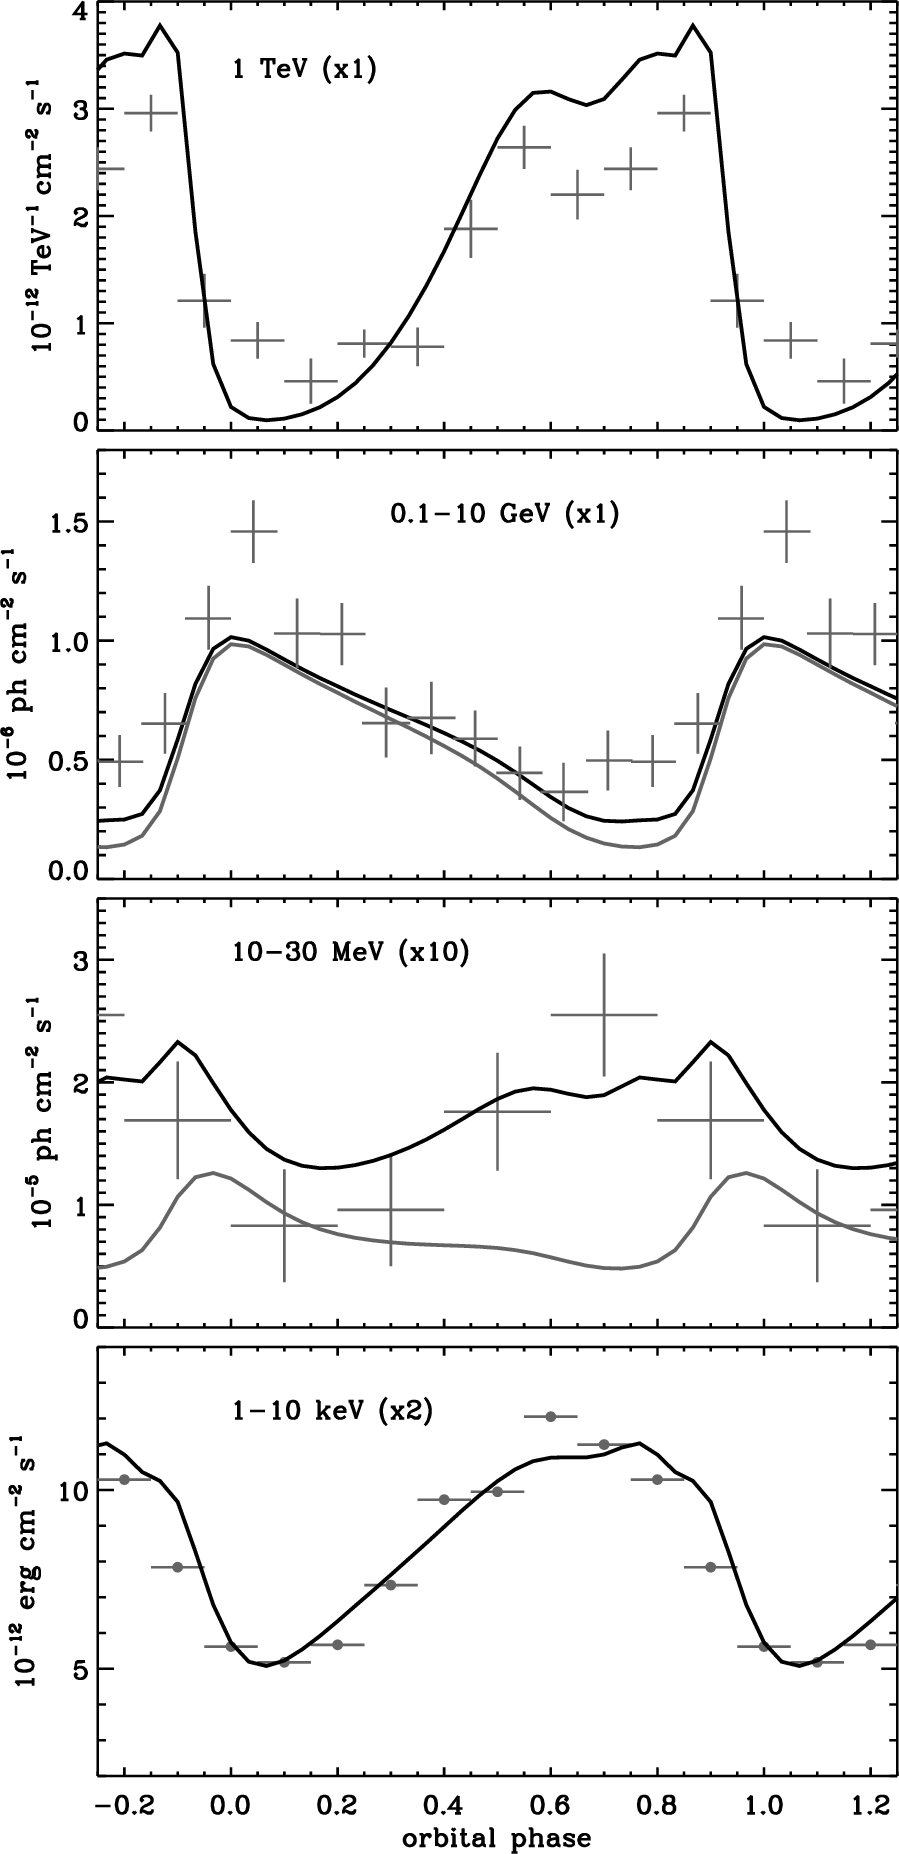 4
3
2
1
0
1 TeV (x1)
10⁻¹² TeV⁻¹ cm⁻² s⁻¹
1.5
1.0
0.5
0.0
0.1−10 GeV (x1)
10⁻⁶ ph cm⁻² s⁻¹
3
2
1
0
10−30 MeV (x10)
10⁻⁵ ph cm⁻² s⁻¹
10
5
1−10 keV (x2)
10⁻¹² erg cm⁻² s⁻¹
−0.2 0.0 0.2 0.4 0.6 0.8 1.0 1.2
orbital phase